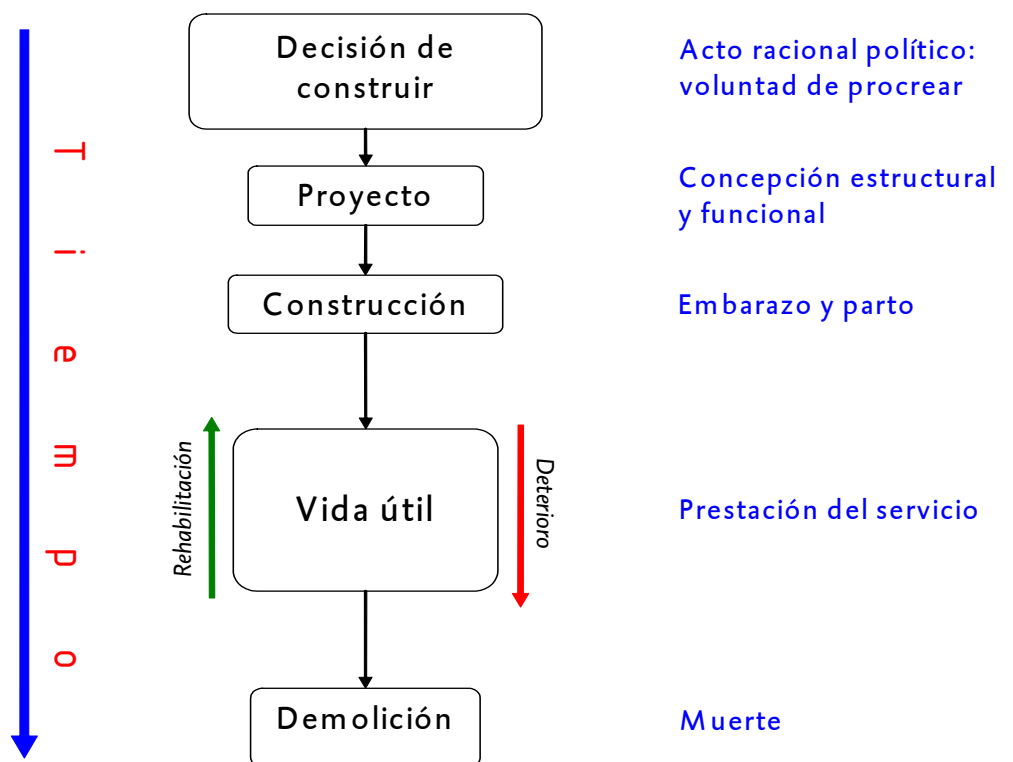 Decisión de
construir
Acto racional político:
voluntad de procrear
Tiempo
Proyecto
Concepción estructural
y funcional
Construcción
Embarazo y parto
Rehabilitación
Vida útil
Deterioro
Prestación del servicio
Demolición
Muerte